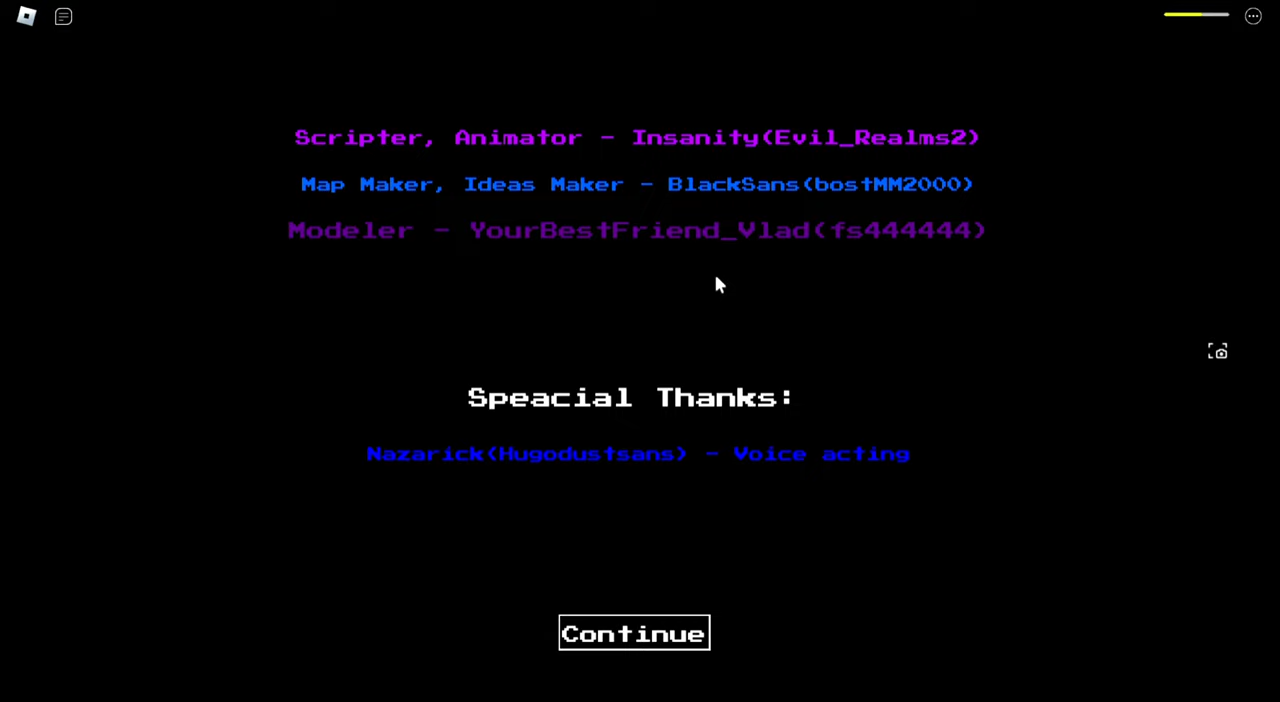 Scripter, Animator - Insanity(Evil_Realms2)
Map Maker, Ideas Maker - BlackSans(bostMM2000)
Modeler - YourBestFriend_Vlad(fs444444)
Speacial Thanks:
Nazarick(Hugodustsans) - Voice acting
Continue